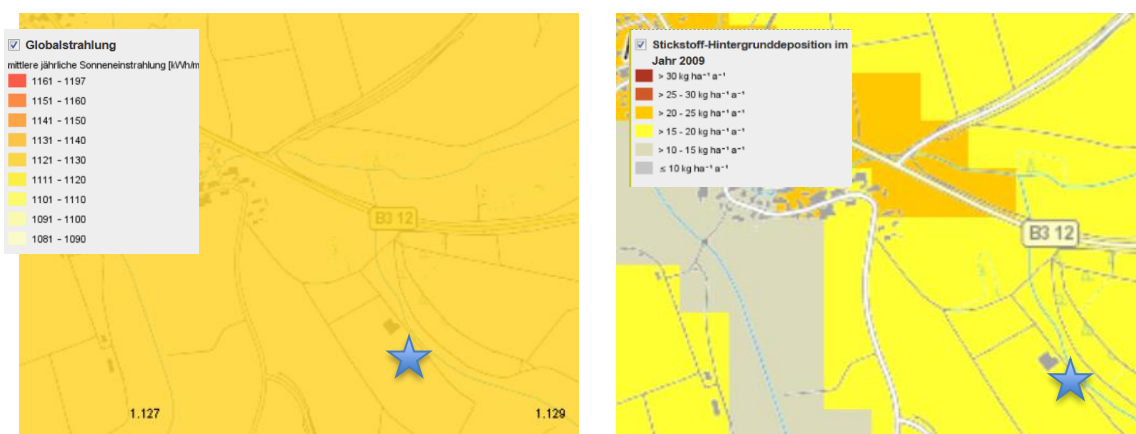 Globalstrahlung
mittlere jährliche Sonneneinstrahlung [kWh/m
1161 - 1197
1151 - 1160
1141 - 1150
1131 - 1140
1121 - 1130
1111 - 1120
1101 - 1110
1091 - 1100
1081 - 1090
B3 12
1.127
1.129
Stickstoff-Hintergrunddeposition im
Jahr 2009
> 30 kg ha⁻¹ a⁻¹
> 25 - 30 kg ha⁻¹ a⁻¹
> 20 - 25 kg ha⁻¹ a⁻¹
> 15 - 20 kg ha⁻¹ a⁻¹
> 10 - 15 kg ha⁻¹ a⁻¹
≤ 10 kg ha⁻¹ a⁻¹
B3 12